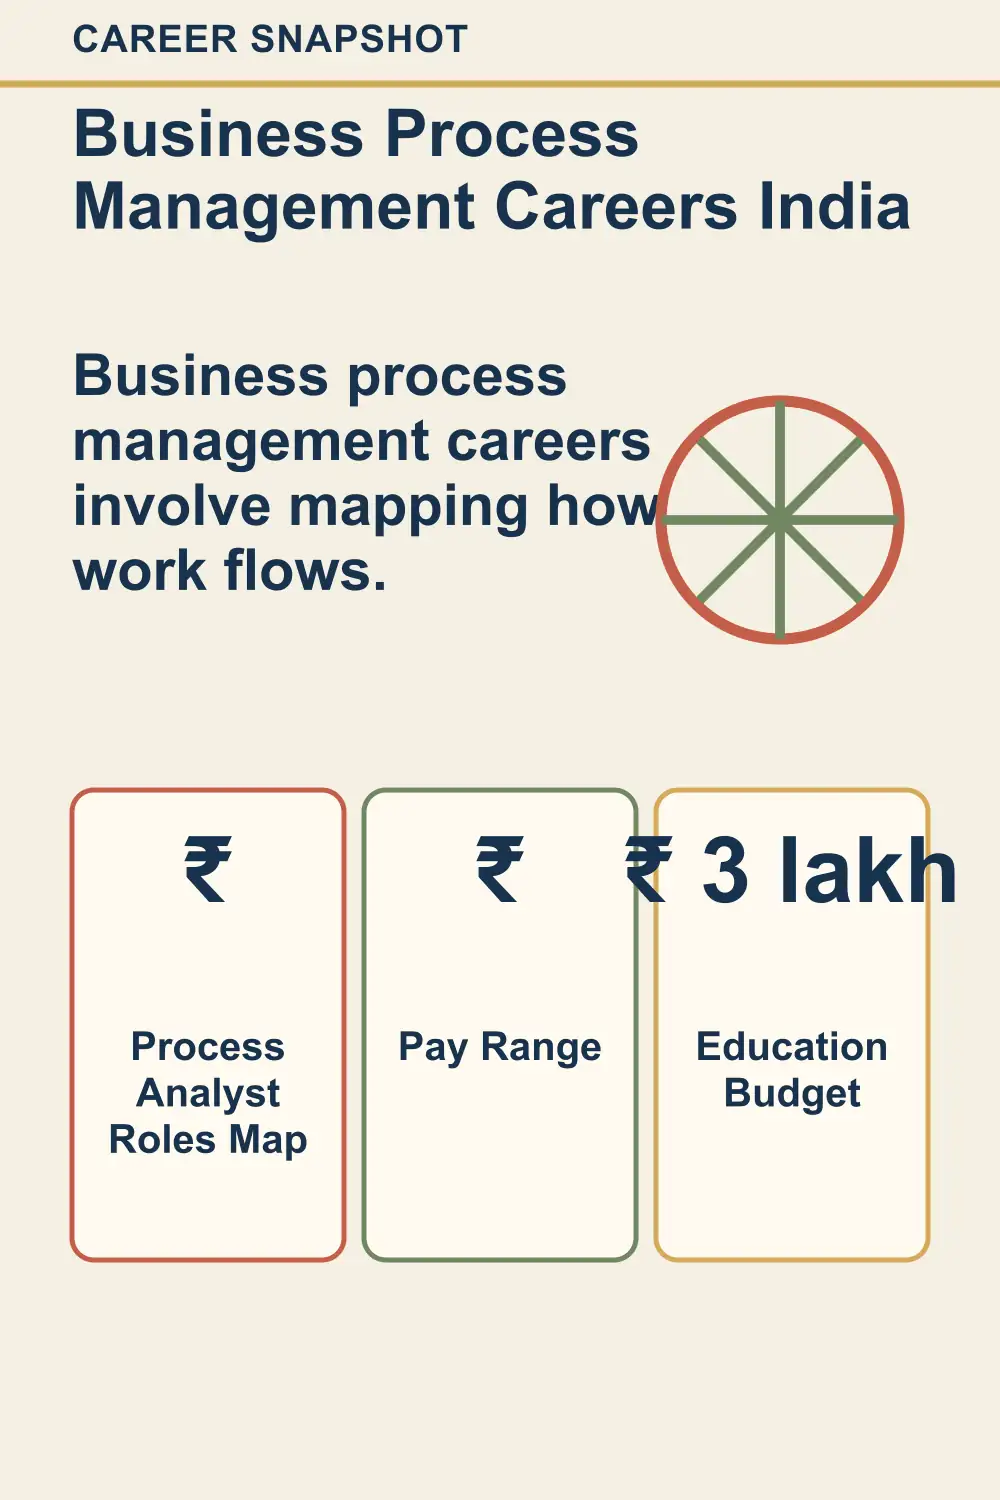 CAREER SNAPSHOT
Business Process
Management Careers India
Business process
management careers
involve mapping how
work flows.
₹
Process
Analyst
Roles Map
₹
Pay Range
₹ 3 lakh
Education
Budget